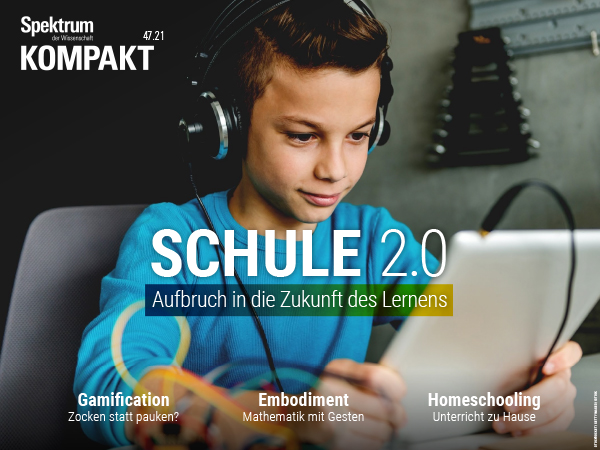 Spektrum
der Wissenschaft
47.21
KOMPAKT
SCHULE 2.0
Aufbruch in die Zukunft des Lernens
Gamification
Zocken statt pauken?
Embodiment
Mathematik mit Gesten
Homeschooling
Unterricht zu Hause